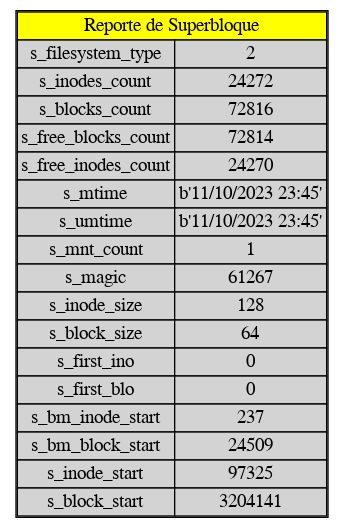 Reporte de Superbloque
s_filesystem_type 2
s_inodes_count 24272
s_blocks_count 72816
s_free_blocks_count 72814
s_free_inodes_count 24270
s_mtime b'11/10/2023 23:45'
s_umtime b'11/10/2023 23:45'
s_mnt_count 1
s_magic 61267
s_inode_size 128
s_block_size 64
s_first_ino 0
s_first_blo 0
s_bm_inode_start 237
s_bm_block_start 24509
s_inode_start 97325
s_block_start 3204141